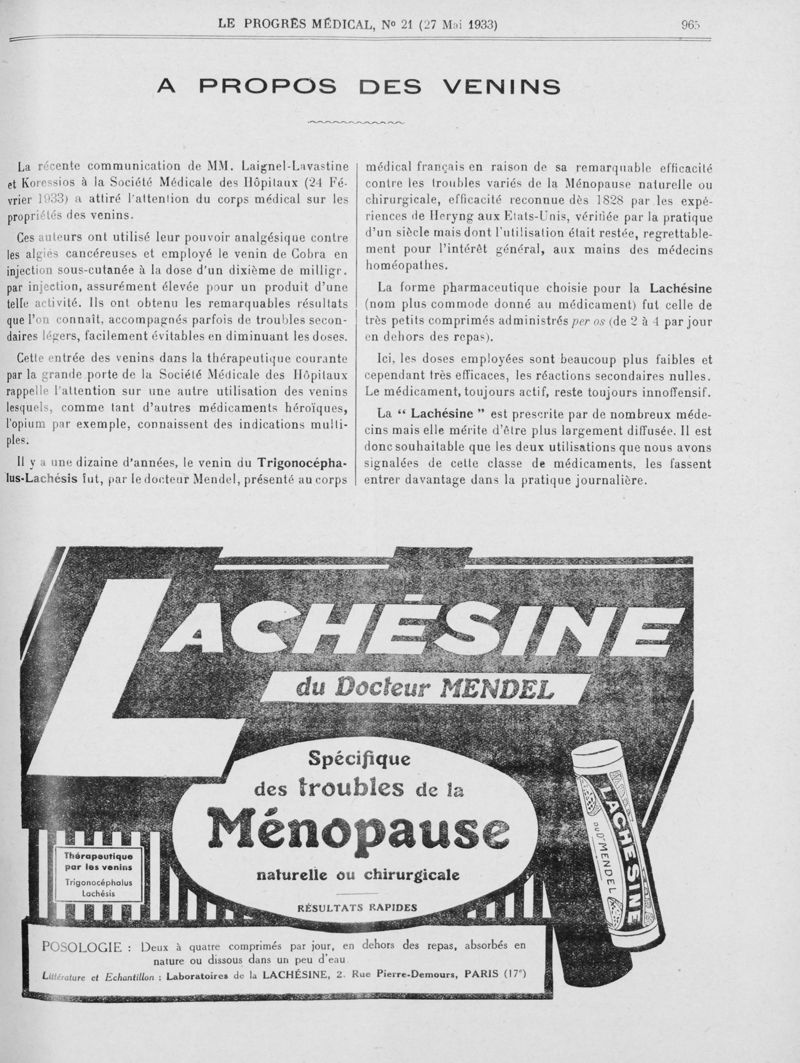 LE PROGRÈS MÉDICAL, No 21 (27 Mai 1933)
965
A PROPOS DES VENINS
La récente communication de MM. Laignel-Lavastine
et Koressios à la Société Médicale des Hôpitaux (24 Fé-
vrier 1933) a attiré l'attention du corps médical sur les
propriétés des venins.
Ces auteurs ont utilisé leur pouvoir analgésique contre
les algies cancéreuses et employé le venin de Cobra en
injection sous-cutanée à la dose d'un dixième de milligr.
par injection, assurément élevée pour un produit d'une
telle activité. Ils ont obtenu les remarquables résultats
que l'on connaît, accompagnés parfois de troubles secon-
daires légers, facilement évitables en diminuant les doses.
Cette entrée des venins dans la thérapeutique courante
par la grande porte de la Société Médicale des Hôpitaux
rappelle l'attention sur une autre utilisation des venins
lesquels, comme tant d'autres médicaments héroïques,
l'opium par exemple, connaissent des indications multi-
ples.
Il y a une dizaine d'années, le venin du Trigonocépha-
lus-Lachésis fut, par le docteur Mendel, présenté au corps
médical français en raison de sa remarquable efficacité
contre les troubles variés de la Ménopause naturelle ou
chirurgicale, efficacité reconnue dès 1828 par les expé-
riences de Heryng aux Etats-Unis, vérifiée par la pratique
d'un siècle mais dont l'utilisation était restée, regrettable-
ment pour l'intérêt général, aux mains des médecins
homéopathes.
La forme pharmaceutique choisie pour la Lachésine
(nom plus commode donné au médicament) fut celle de
très petits comprimés administrés per os (de 2 à 4 par jour
en dehors des repas).
Ici, les doses employées sont beaucoup plus faibles et
cependant très efficaces, les réactions secondaires nulles.
Le médicament, toujours actif, reste toujours innoffensif.
La “ Lachésine ” est prescrite par de nombreux méde-
cins mais elle mérite d'être plus largement diffusée. Il est
donc souhaitable que les deux utilisations que nous avons
signalées de cette classe de médicaments, les fassent
entrer davantage dans la pratique journalière.
LACHÉSINE
du Docteur MENDEL
Spécifique
des troubles de la
Ménopause
naturelle ou chirurgicale
RÉSULTATS RAPIDES
Thérapeutique
par les venins
Trigonocéphalus
Lachésis
LACHESINE
DU Dr MENDEL
POSOLOGIE : Deux à quatre comprimés par jour, en dehors des repas, absorbés en
nature ou dissous dans un peu d'eau.
Littérature et Echantillon : Laboratoires de la LACHÉSINE, 2, Rue Pierre-Demours, PARIS (17e)